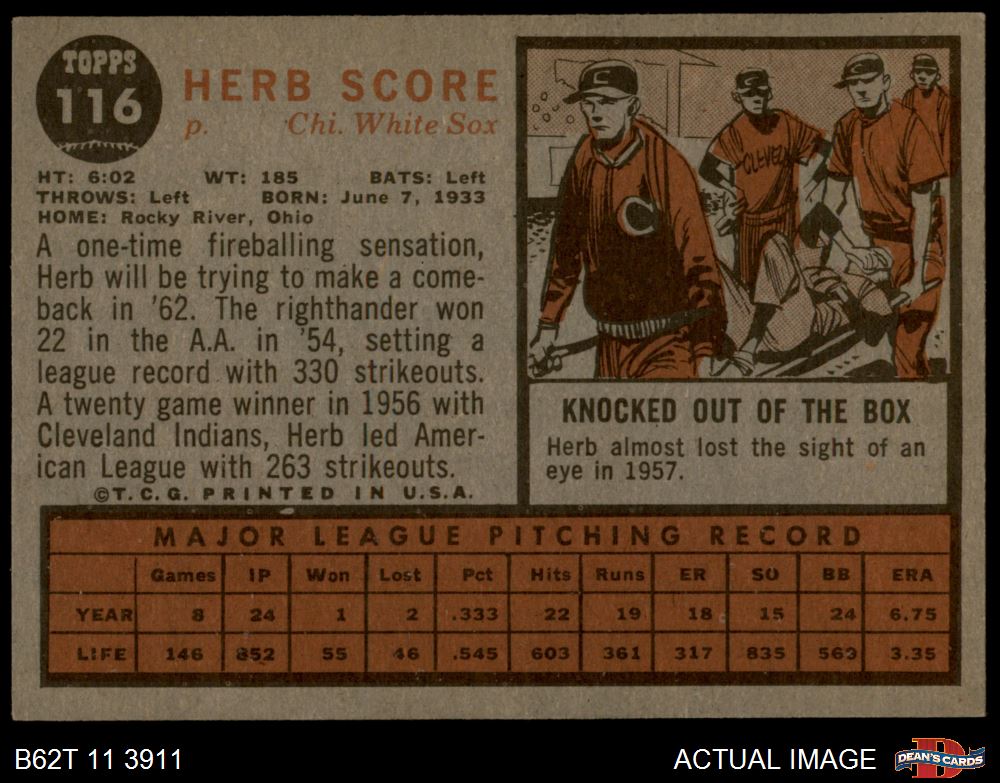 TOPPS
116
HERB SCORE
p. Chi. White Sox
HT: 6:02 WT: 185 BATS: Left
THROWS: Left BORN: June 7, 1933
HOME: Rocky River, Ohio
A one-time fireballing sensation,
Herb will be trying to make a come-
back in '62. The righthander won
22 in the A.A. in '54, setting a
league record with 330 strikeouts.
A twenty game winner in 1956 with
Cleveland Indians, Herb led Amer-
ican League with 263 strikeouts.
©T.C.G. PRINTED IN U.S.A.
C
C
CLEVEL
C
C
KNOCKED OUT OF THE BOX
Herb almost lost the sight of an
eye in 1957.
MAJOR LEAGUE PITCHING RECORD
Games IP Won Lost Pct Hits Runs ER SO BB ERA
YEAR 8 24 1 2 .333 22 19 18 15 24 6.75
LIFE 146 852 55 46 .545 603 361 317 835 563 3.35
B62T 11 3911
ACTUAL IMAGE
D
DEAN'S CARDS